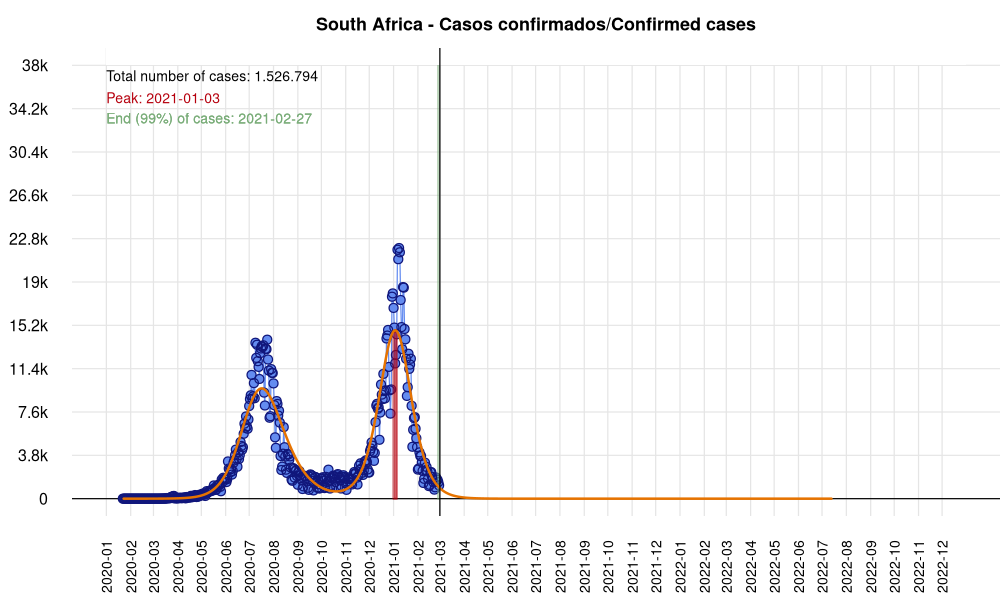 South Africa - Casos confirmados/Confirmed cases
Total number of cases: 1.526.794
Peak: 2021-01-03
End (99%) of cases: 2021-02-27
38k
34.2k
30.4k
26.6k
22.8k
19k
15.2k
11.4k
7.6k
3.8k
0
2020-01
2020-02
2020-03
2020-04
2020-05
2020-06
2020-07
2020-08
2020-09
2020-10
2020-11
2020-12
2021-01
2021-02
2021-03
2021-04
2021-05
2021-06
2021-07
2021-08
2021-09
2021-10
2021-11
2021-12
2022-01
2022-02
2022-03
2022-04
2022-05
2022-06
2022-07
2022-08
2022-09
2022-10
2022-11
2022-12